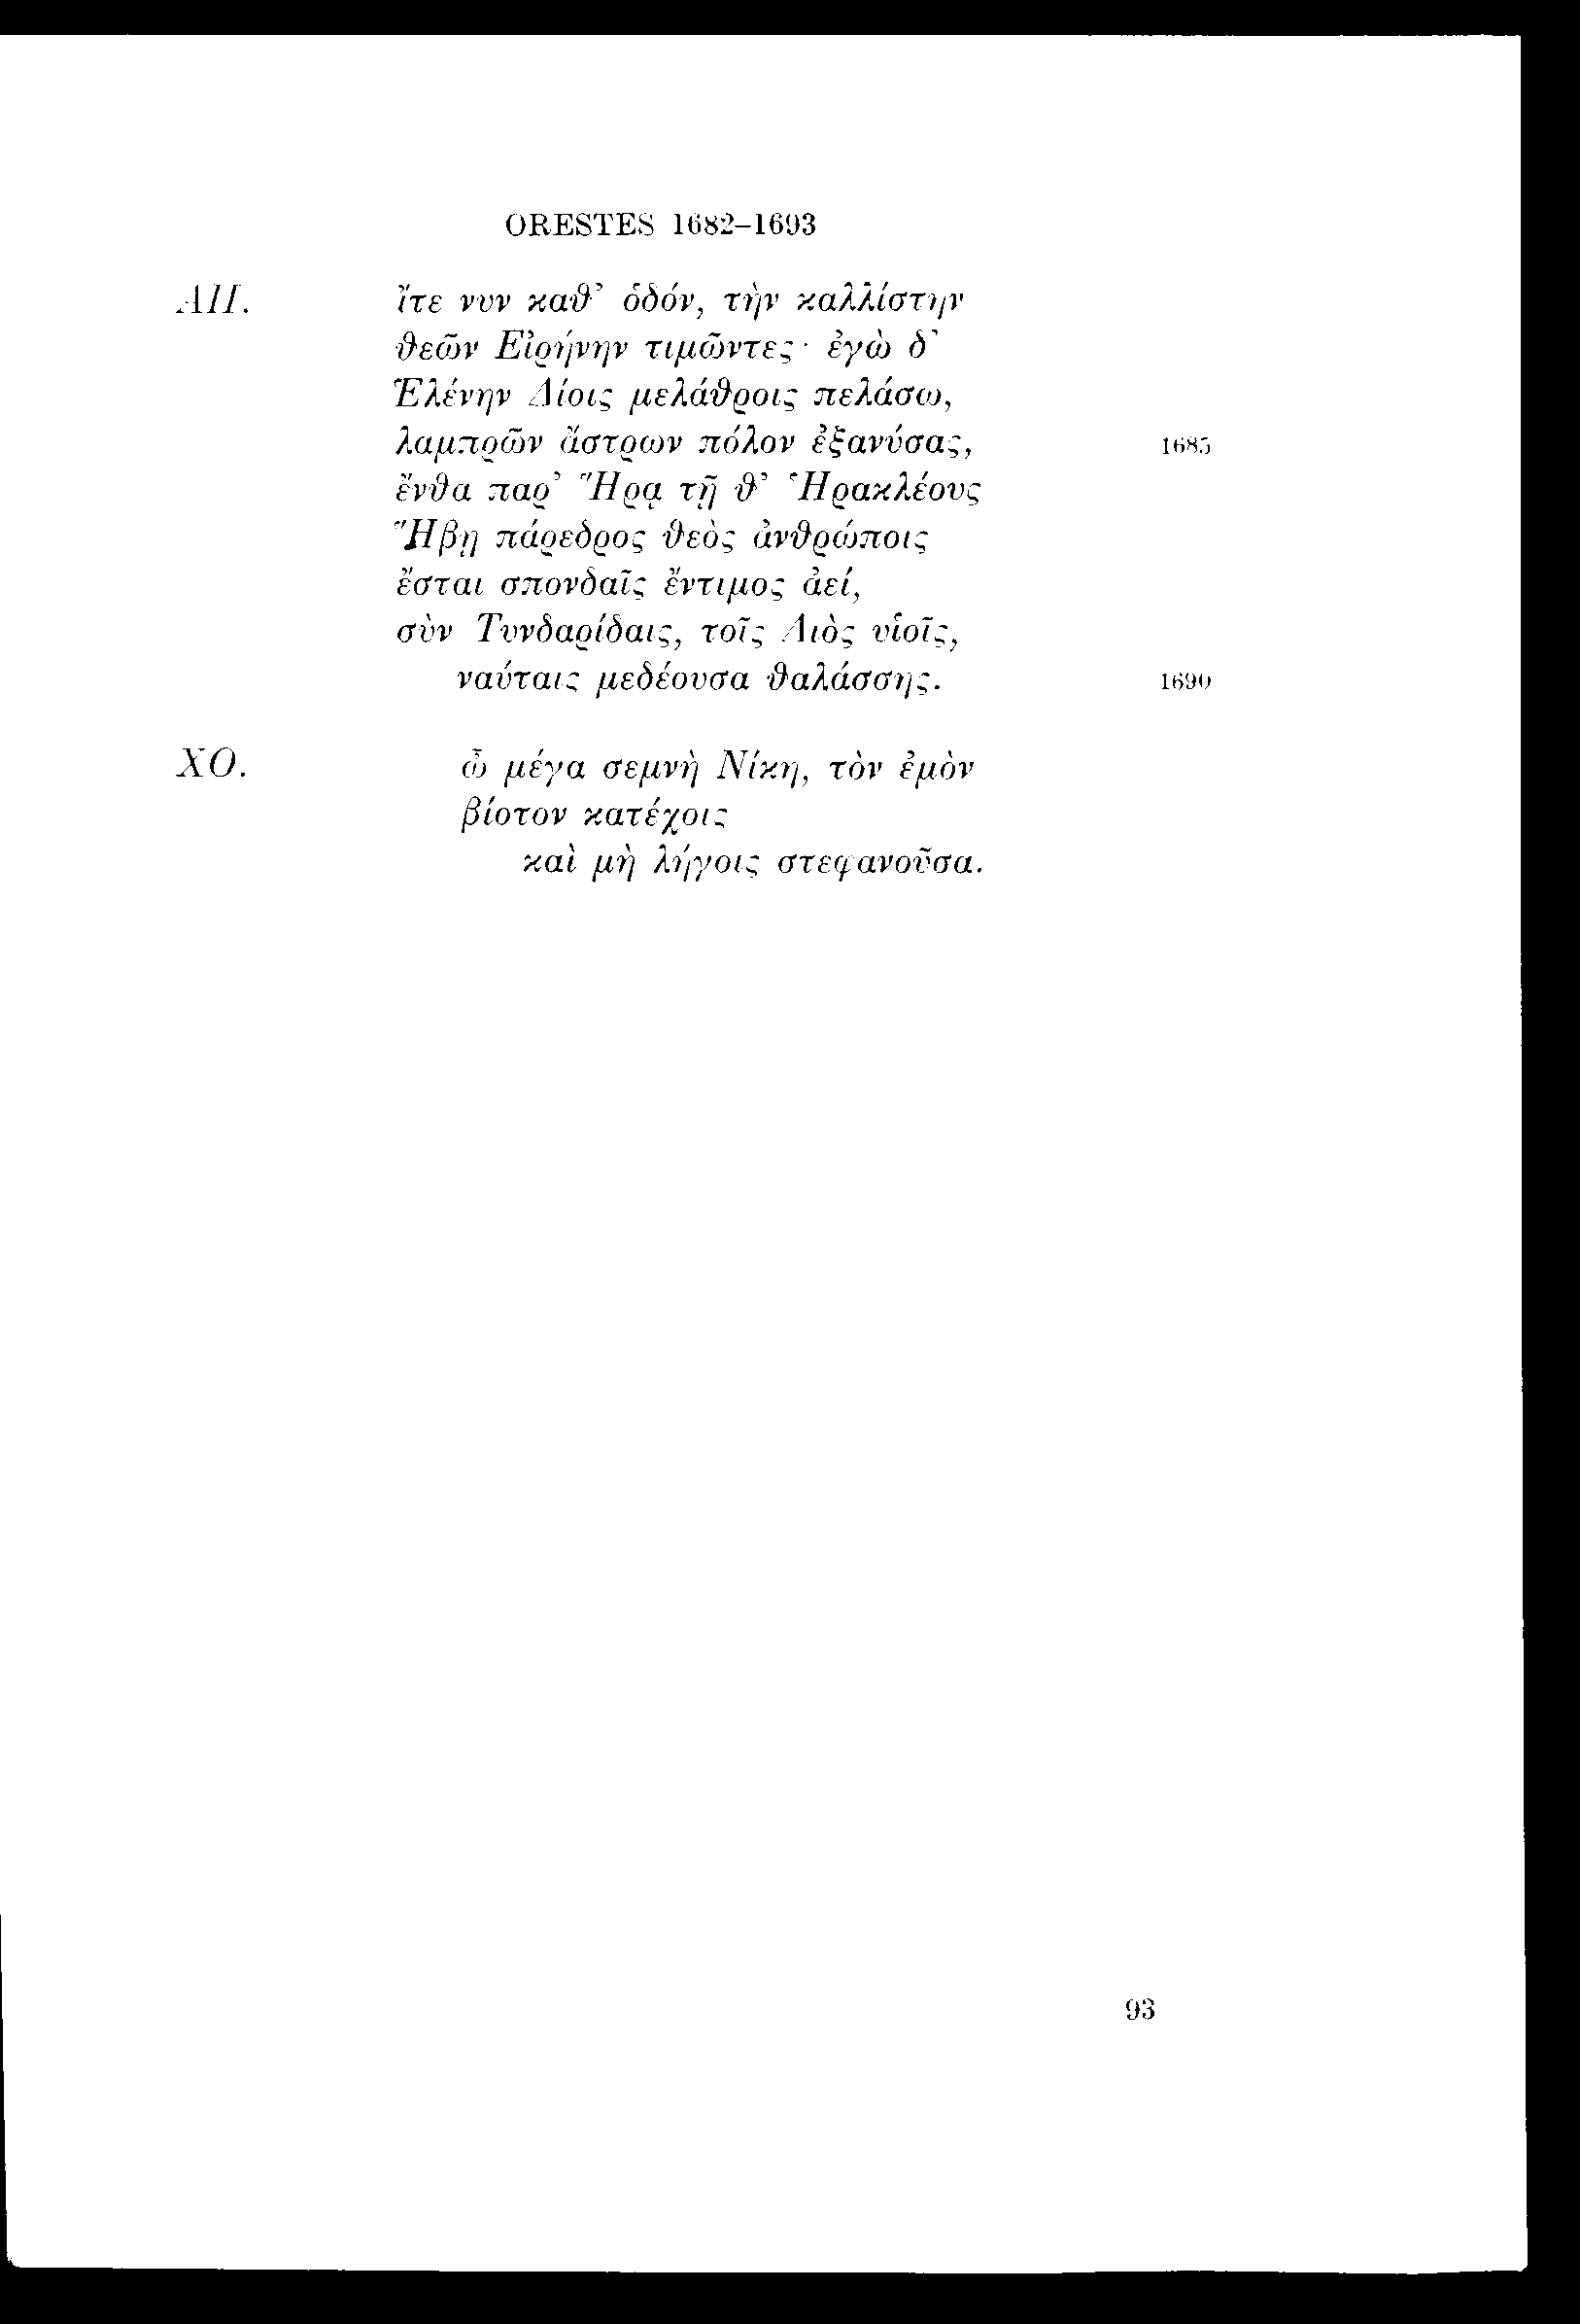 ORESTES 1682–1693
ΑΠ. ἴτε νυν καθ’ ὁδόν, τὴν καλλίστην
θεῶν Εἰρήνην τιμῶντες· ἐγὼ δ’
Ἑλένην Δίοις μελάθροις πελάσω,
λαμπρῶν ἄστρων πόλον ἐξανύσας, 1685
ἔνθα παρ’ Ἥρᾳ τῇ θ’ Ἡρακλέους
Ἥβῃ πάρεδρος θεὸς ἀνθρώποις
ἔσται σπονδαῖς ἔντιμος ἀεί,
σὺν Τυνδαρίδαις, τοῖς Διὸς υἱοῖς,
ναύταις μεδέουσα θαλάσσης. 1690
ΧΟ. ὦ μέγα σεμνὴ Νίκη, τὸν ἐμὸν
βίοτον κατέχοις
καὶ μὴ λήγοις στεφανοῦσα.
93